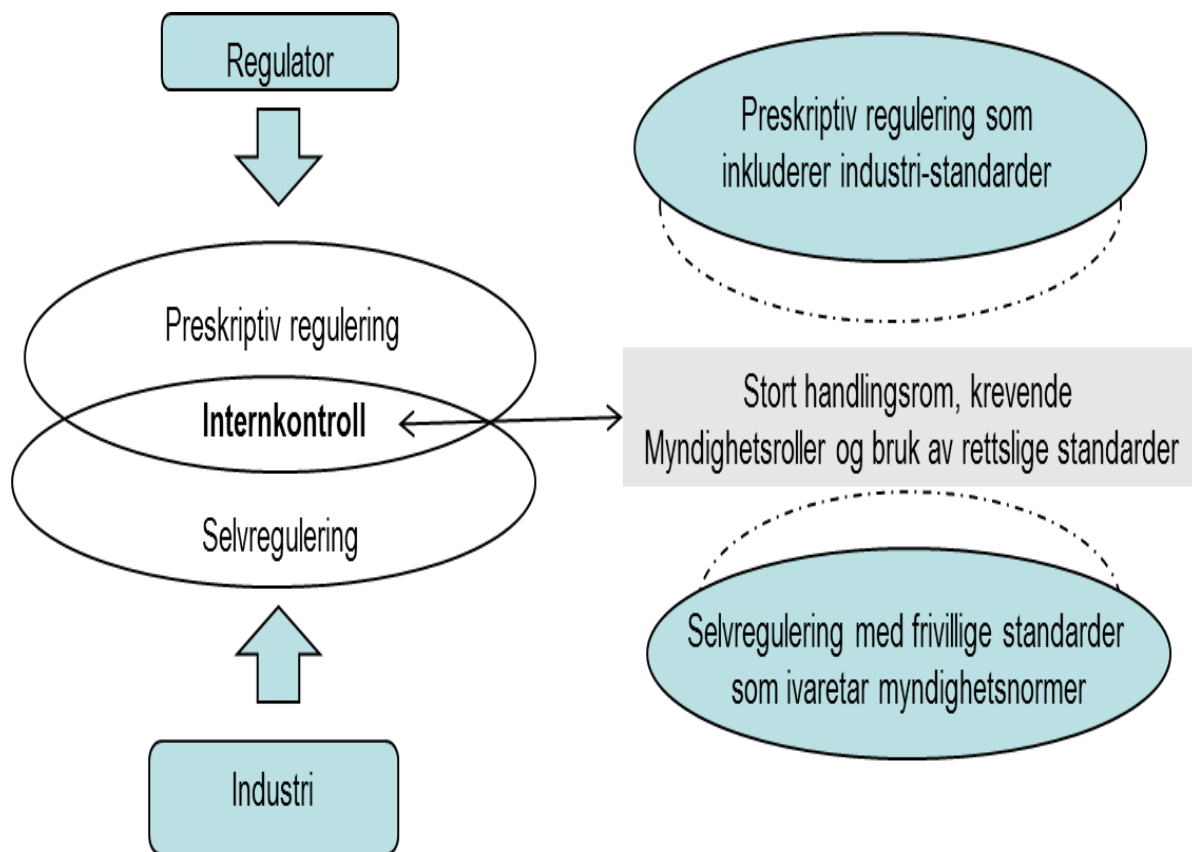 Regulator
Preskriptiv regulering
Internkontroll
Selvregulering
Industri
Preskriptiv regulering som
inkluderer industri-standarder
Stort handlingsrom, krevende
Myndighetsroller og bruk av rettslige standarder
Selvregulering med frivillige standarder
som ivaretar myndighetsnormer